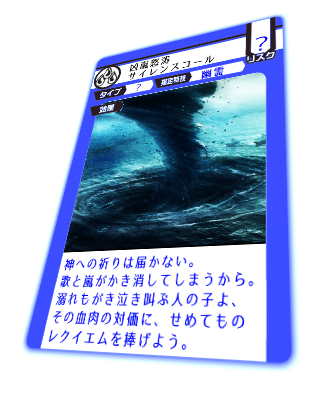 凶嵐怒濤
サイレンスコール
?
リスク
タイプ
?
指定特技
幽霊
効果
神への祈りは届かない。
歌と嵐がかき消してしまうから。
溺れもがき泣き叫ぶ人の子よ、
その血肉の対価に、せめてもの
レクイエムを捧げよう。